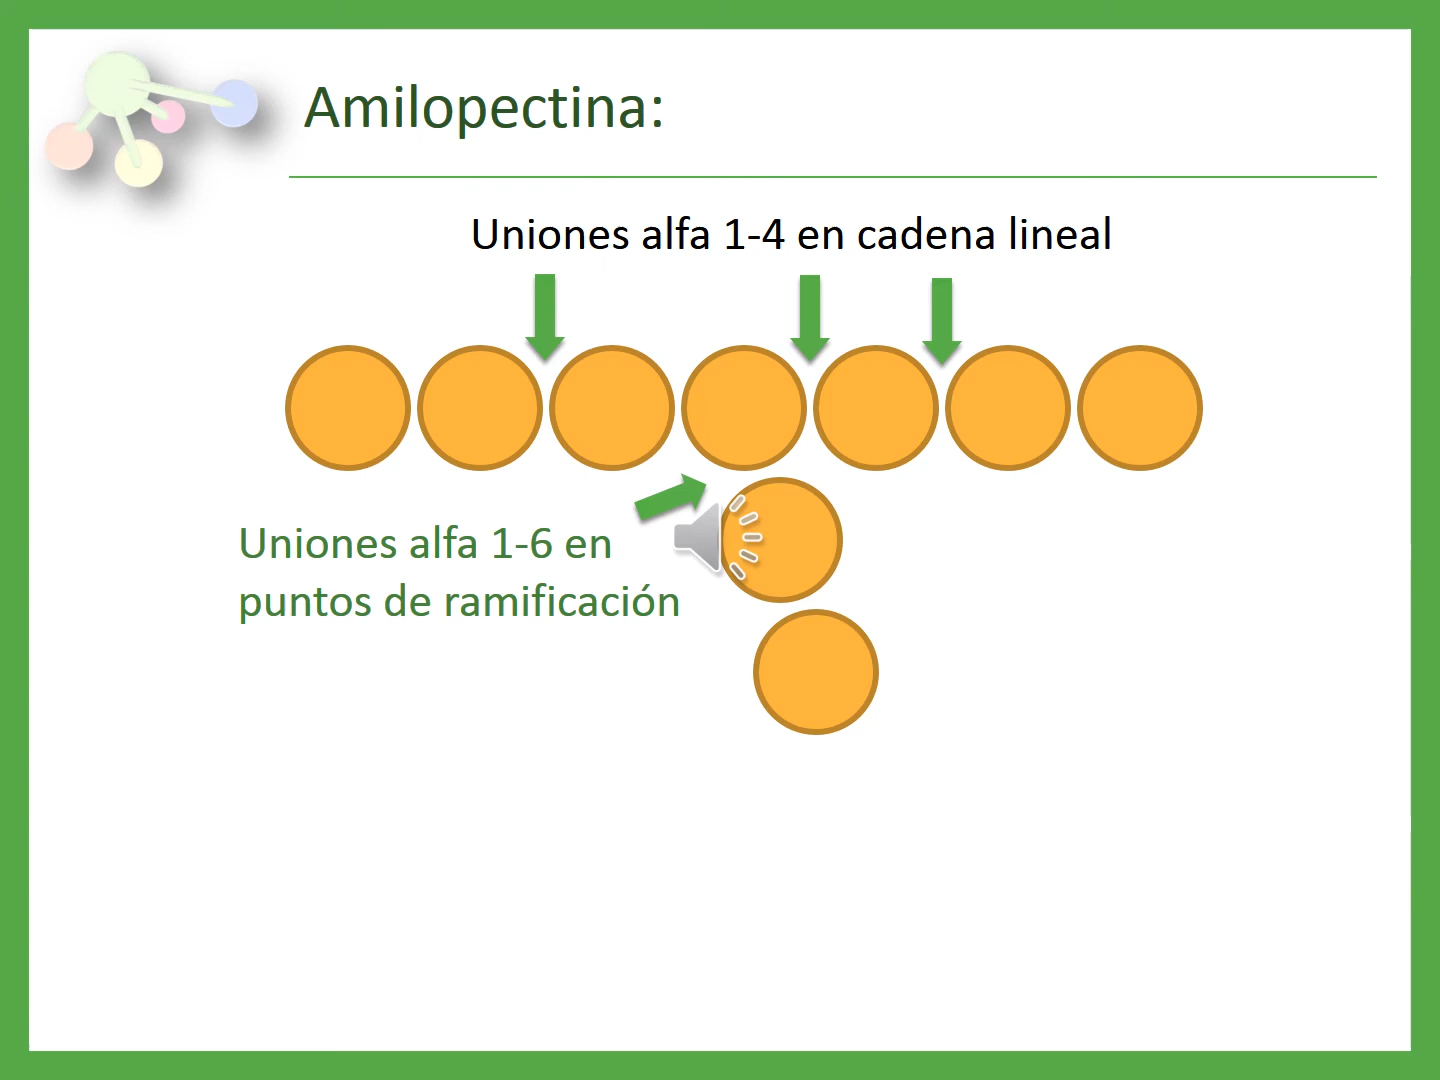 Amilopectina:
Uniones alfa 1-4 en cadena lineal
Uniones alfa 1-6 en
puntos de ramificación